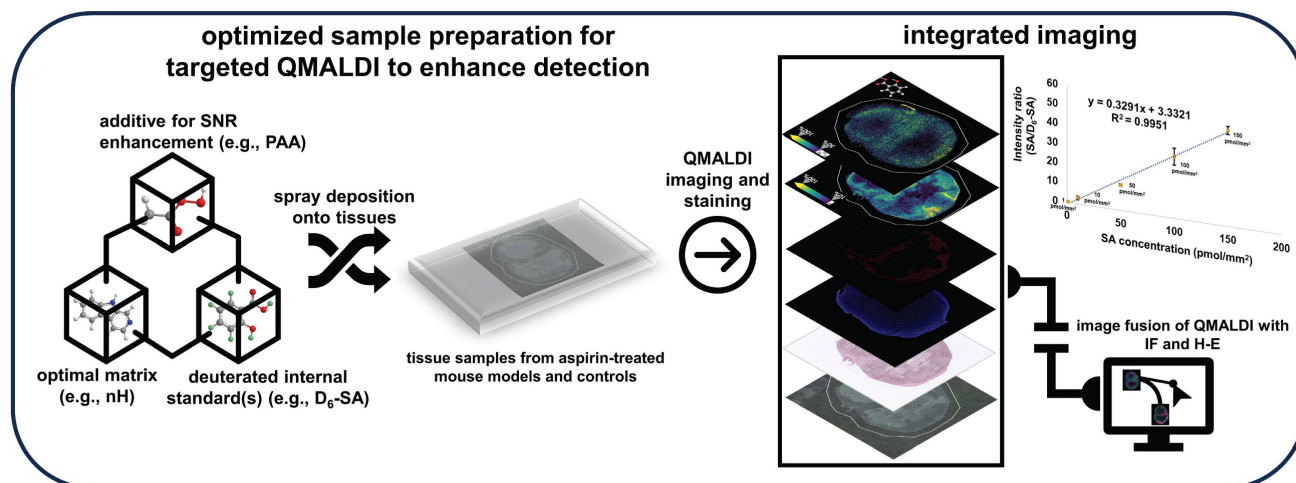 optimized sample preparation for
targeted QMALDI to enhance detection
additive for SNR
enhancement (e.g., PAA)
optimal matrix
(e.g., nH)
deuterated internal
standard(s) (e.g., D₆-SA)
spray deposition
onto tissues
tissue samples from aspirin-treated
mouse models and controls
QMALDI
imaging and
staining
integrated imaging
Intensity ratio
(SA/D₆-SA)
60
50
40
30
20
10
0
y = 0.3291x + 3.3321
R² = 0.9951
1
pmol/mm²
10
pmol/mm²
50
pmol/mm²
100
pmol/mm²
150
pmol/mm²
0
50
100
150
200
SA concentration (pmol/mm²)
image fusion of QMALDI with
IF and H-E